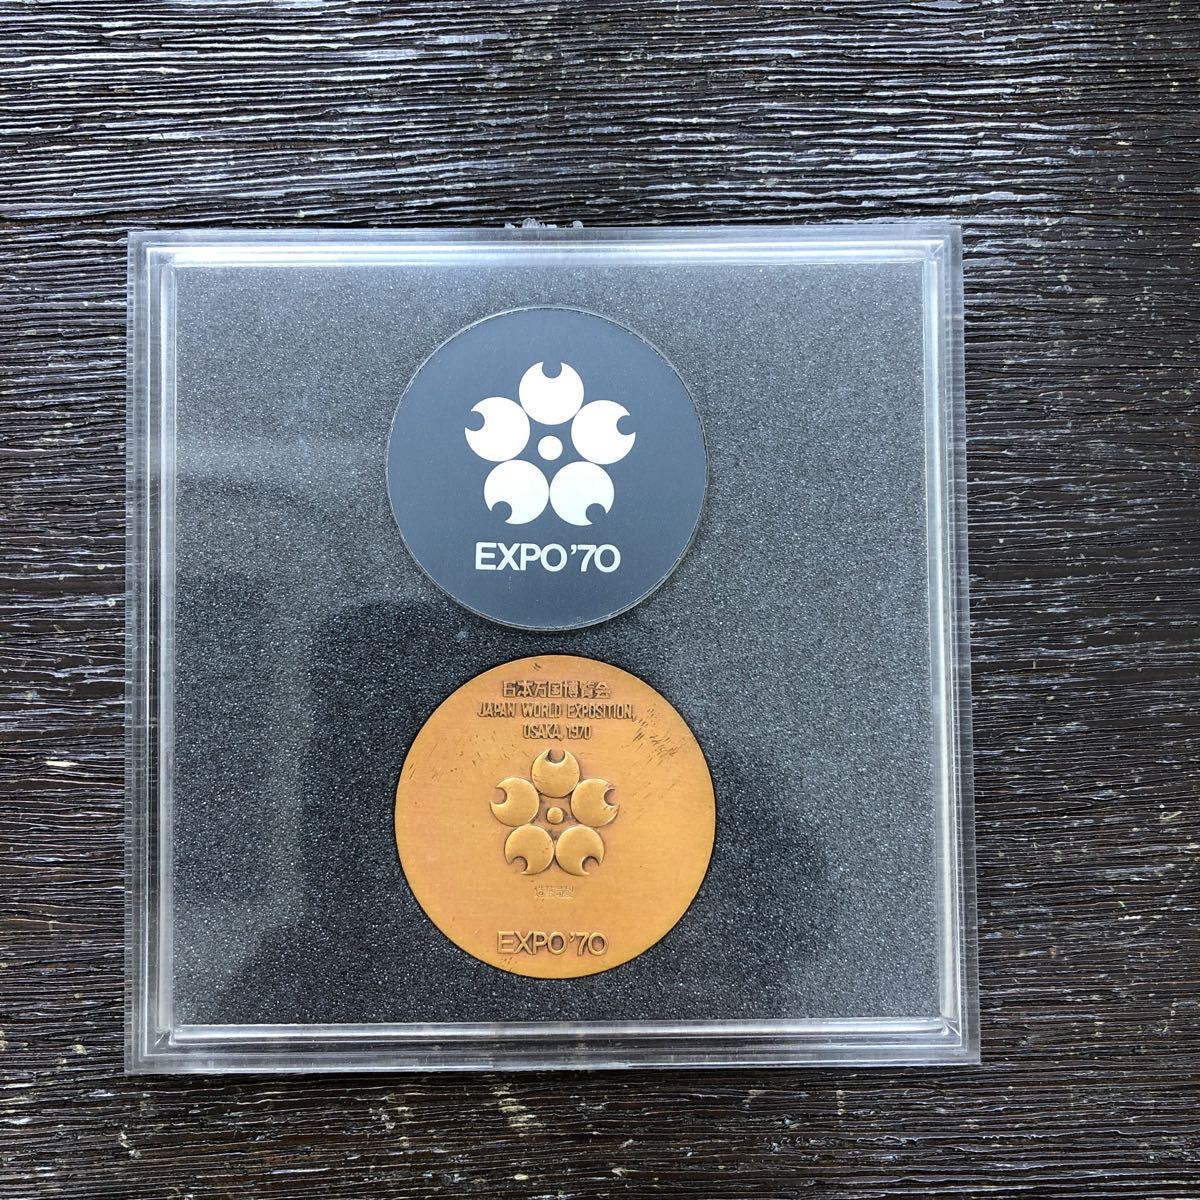 EXPO'70
日本万国博覧会
JAPAN WORLD EXPOSITION,
OSAKA, 1970
EXPO'70